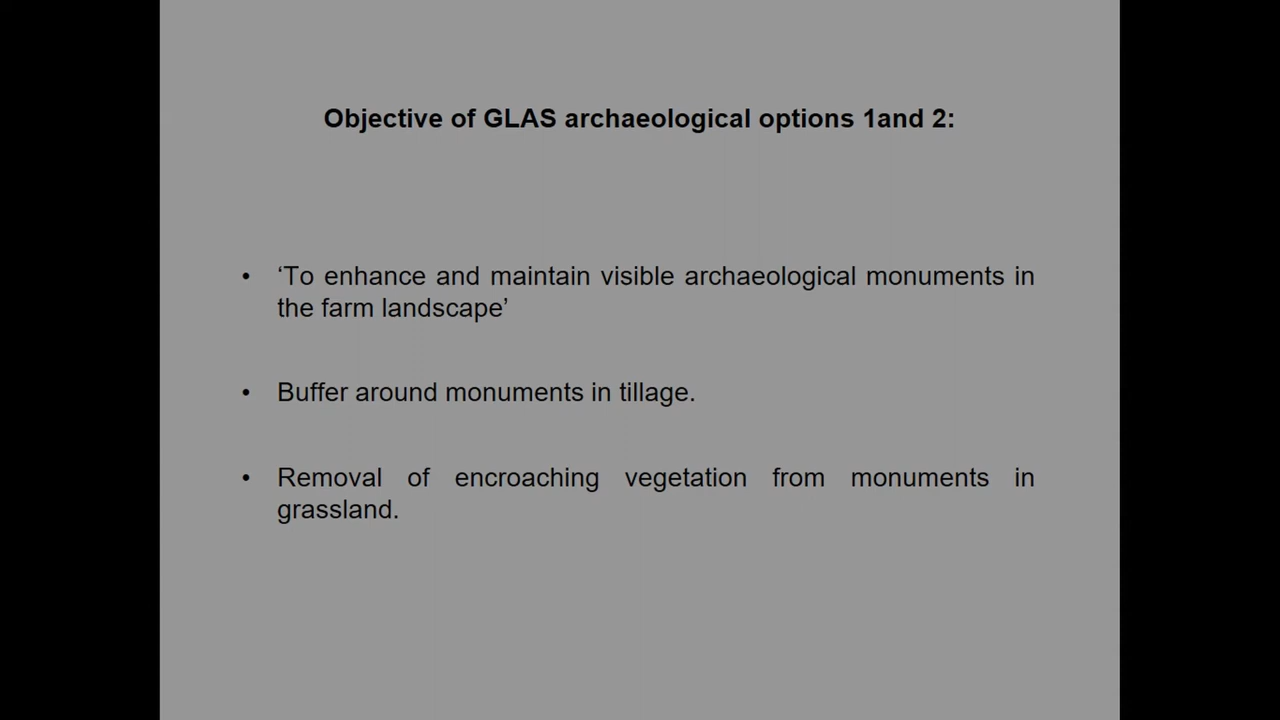 Objective of GLAS archaeological options 1and 2:
• ‘To enhance and maintain visible archaeological monuments in
the farm landscape’
• Buffer around monuments in tillage.
• Removal of encroaching vegetation from monuments in
grassland.